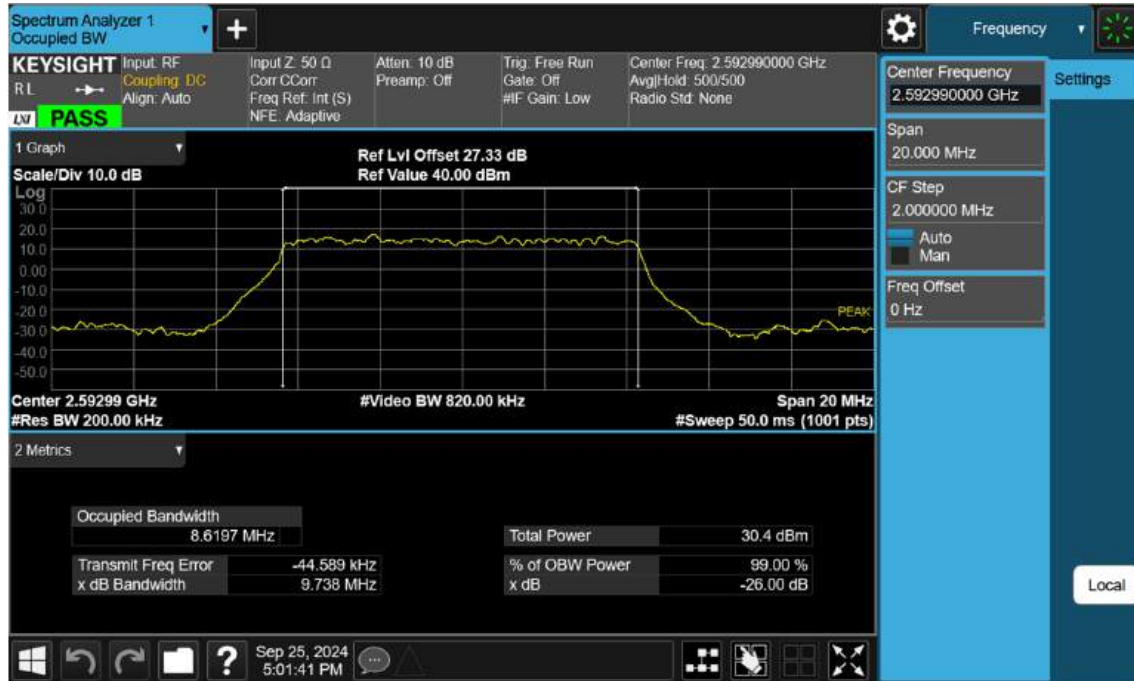 Spectrum Analyzer 1
Occupied BW
Frequency
KEYSIGHT
R L
LXI
PASS
Input: RF
Coupling: DC
Align: Auto
Input Z: 50 Ω
Corr CCorr
Freq Ref: Int (S)
NFE: Adaptive
Atten: 10 dB
Preamp: Off
Trig: Free Run
Gate: Off
#IF Gain: Low
Center Freq: 2.592990000 GHz
Avg|Hold: 500/500
Radio Std: None
Center Frequency
2.592990000 GHz
Settings
Span
20.000 MHz
CF Step
2.000000 MHz
Auto
Man
Freq Offset
0 Hz
Local
1 Graph
Scale/Div 10.0 dB
Ref Lvl Offset 27.33 dB
Ref Value 40.00 dBm
Log
30.0
20.0
10.0
0.00
-10.0
-20.0
-30.0
-40.0
-50.0
PEAK
Center 2.59299 GHz
#Video BW 820.00 kHz
Span 20 MHz
#Res BW 200.00 kHz
#Sweep 50.0 ms (1001 pts)
2 Metrics
Occupied Bandwidth
8.6197 MHz
Total Power 30.4 dBm
Transmit Freq Error -44.589 kHz
% of OBW Power 99.00 %
x dB Bandwidth 9.738 MHz
x dB -26.00 dB
?
Sep 25, 2024
5:01:41 PM